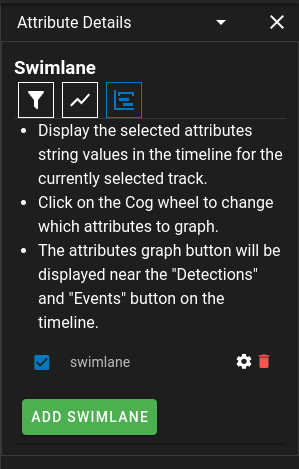 Attribute Details
Swimlane
• Display the selected attributes
string values in the timeline for the
currently selected track.
• Click on the Cog wheel to change
which attributes to graph.
• The attributes graph button will be
displayed near the "Detections"
and "Events" button on the
timeline.
swimlane
ADD SWIMLANE